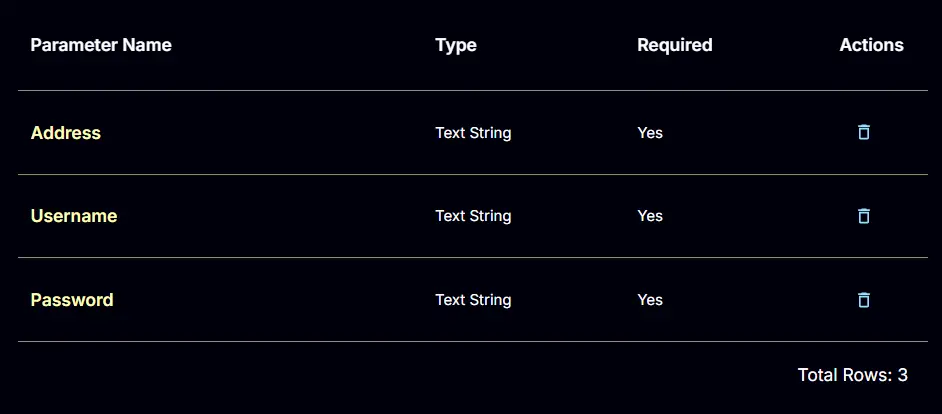 Parameter Name Type Required Actions
Address Text String Yes
Username Text String Yes
Password Text String Yes
Total Rows: 3